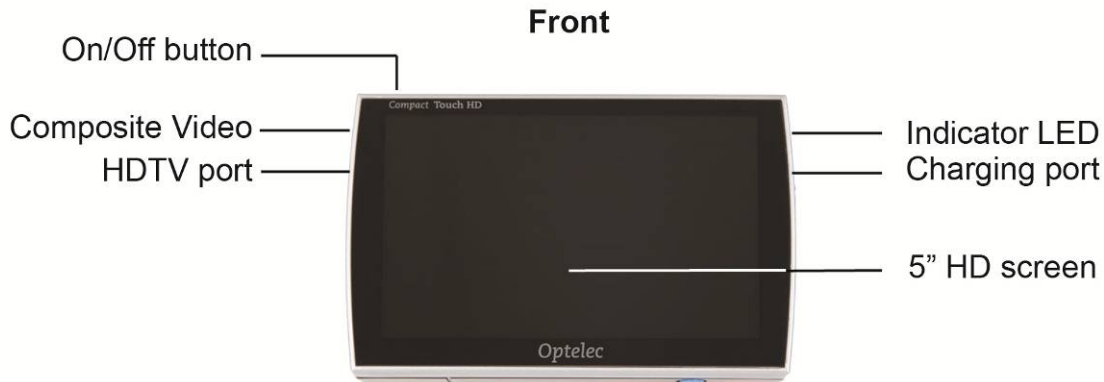 Front
On/Off button
Composite Video
HDTV port
Compact Touch HD
Indicator LED
Charging port
5” HD screen
Optelec